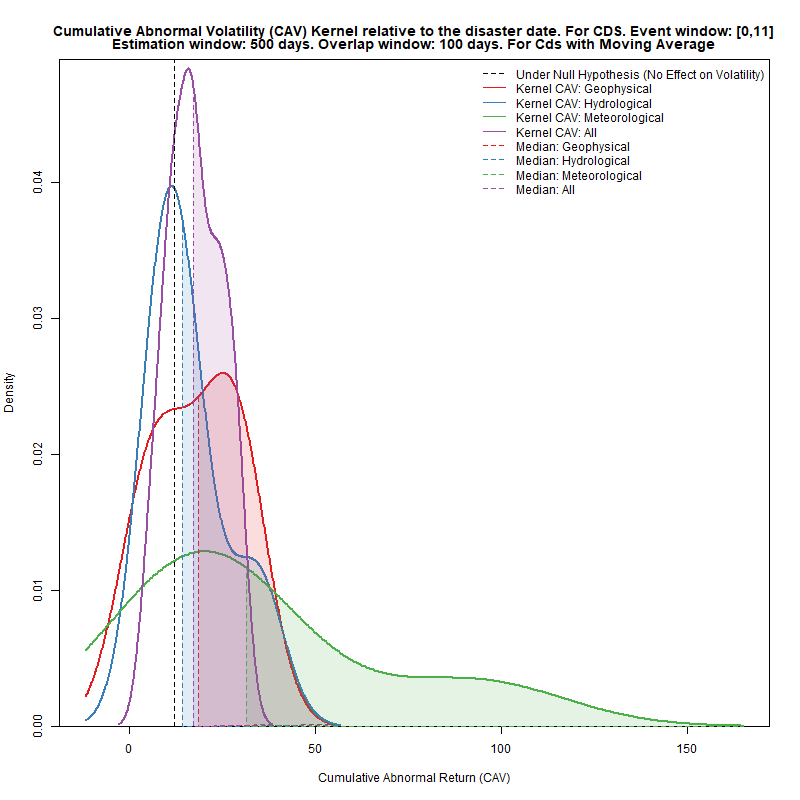 Cumulative Abnormal Volatility (CAV) Kernel relative to the disaster date. For CDS. Event window: [0,11]
Estimation window: 500 days. Overlap window: 100 days. For Cds with Moving Average
Under Null Hypothesis (No Effect on Volatility)
Kernel CAV: Geophysical
Kernel CAV: Hydrological
Kernel CAV: Meteorological
Kernel CAV: All
Median: Geophysical
Median: Hydrological
Median: Meteorological
Median: All
Density
0.04
0.03
0.02
0.01
0.00
0
50
100
150
Cumulative Abnormal Return (CAV)